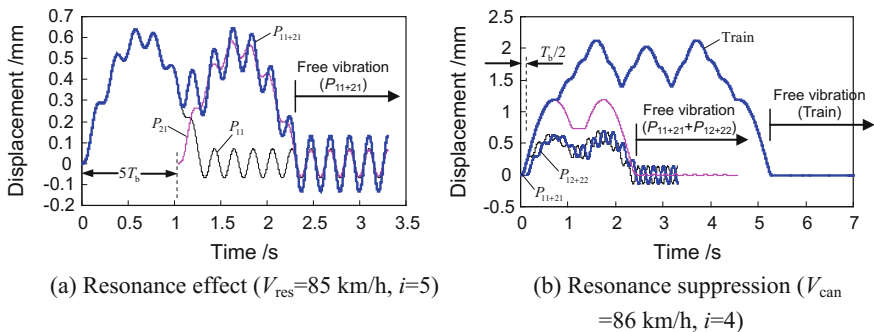 0.7
0.6
0.5
0.4
0.3
0.2
0.1
0
-0.1
0.2
Displacement /mm
P11+21
Free vibration
(P11+21)
P21
P11
5Tb
0 0.5 1 1.5 2 2.5 3 3.5
Time /s
(a) Resonance effect (Vres=85 km/h, i=5)
2.5
2
1.5
1
0.5
0
-0.5
Displacement /mm
Tb/2
Train
Free vibration
(P11+21+P12+22)
Free vibration
(Train)
P12+22
P11+21
0 1 2 3 4 5 6 7
Time /s
(b) Resonance suppression (Vcan
=86 km/h, i=4)